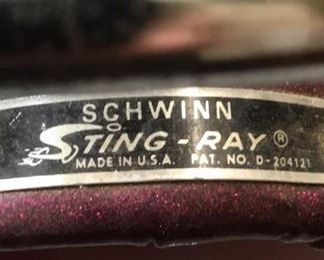 SCHWINN
STING-RAY®
MADE IN U.S.A. PAT. NO. D-204121